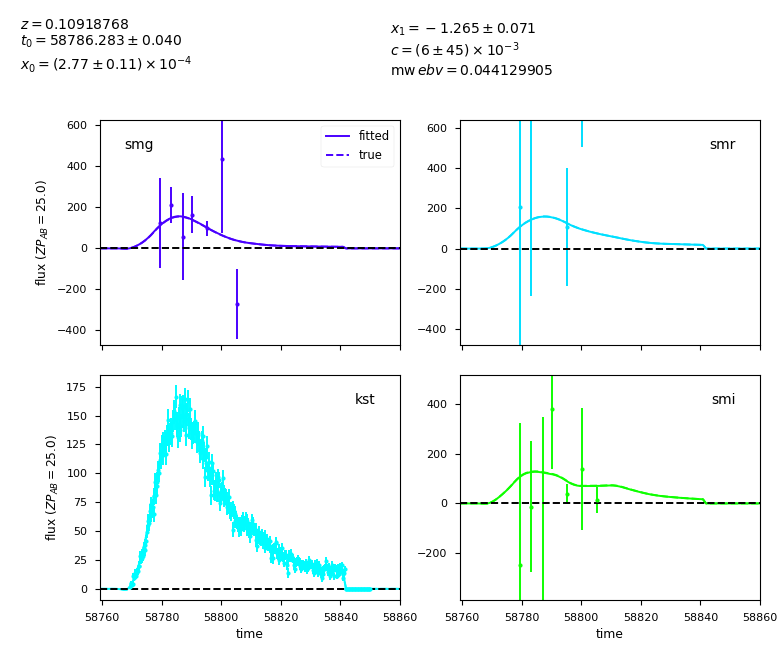 z = 0.10918768
t₀ = 58786.283 ± 0.040
x₀ = (2.77 ± 0.11) × 10⁻⁴
x₁ = −1.265 ± 0.071
c = (6 ± 45) × 10⁻³
mw ebv = 0.044129905
smg
fitted
true
600
400
200
0
−200
−400
flux (ZP_AB = 25.0)
smr
600
400
200
0
−200
−400
kst
175
150
125
100
75
50
25
0
flux (ZP_AB = 25.0)
58760 58780 58800 58820 58840 58860
time
smi
400
200
0
−200
58760 58780 58800 58820 58840 58860
time